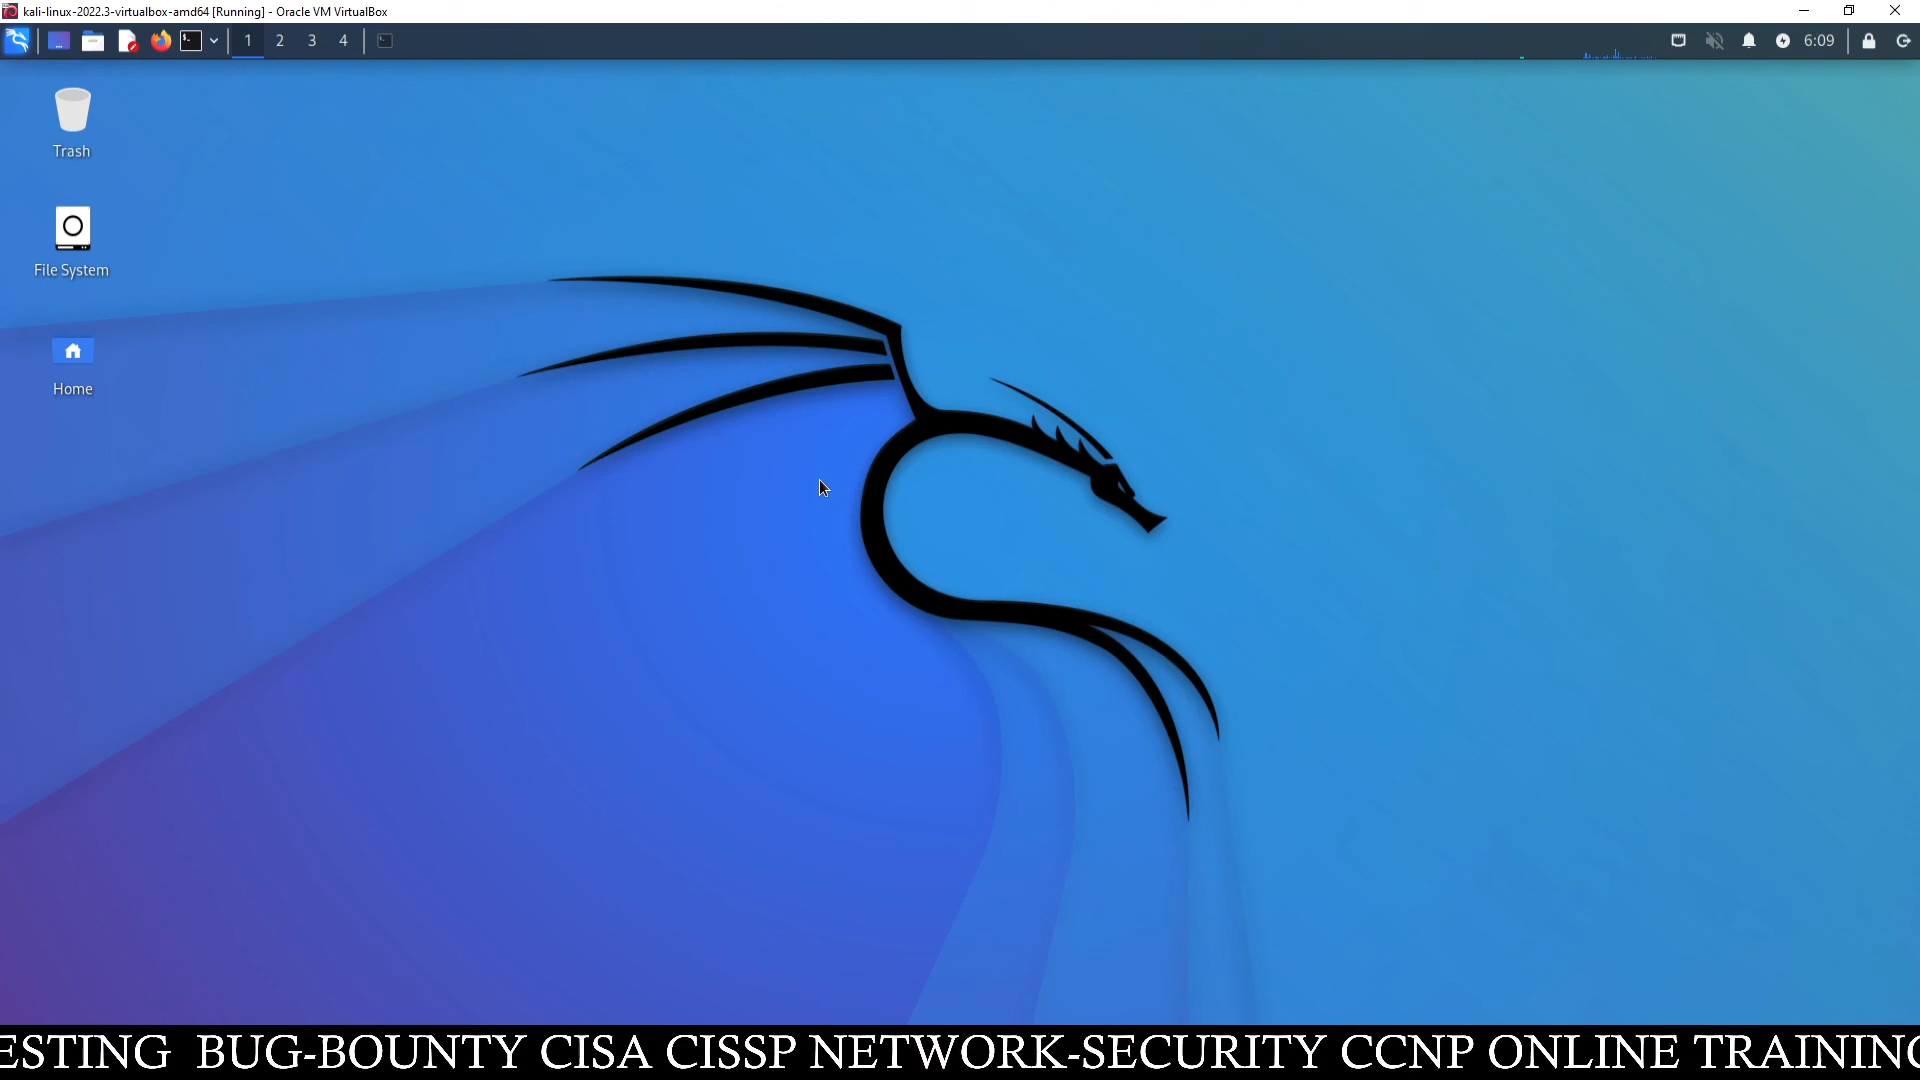 kali-linux-2022.3-virtualbox-amd64 [Running] - Oracle VM VirtualBox
1 2 3 4 6:09
Trash
File System
Home
ESTING BUG-BOUNTY CISA CISSP NETWORK-SECURITY CCNP ONLINE TRAINING